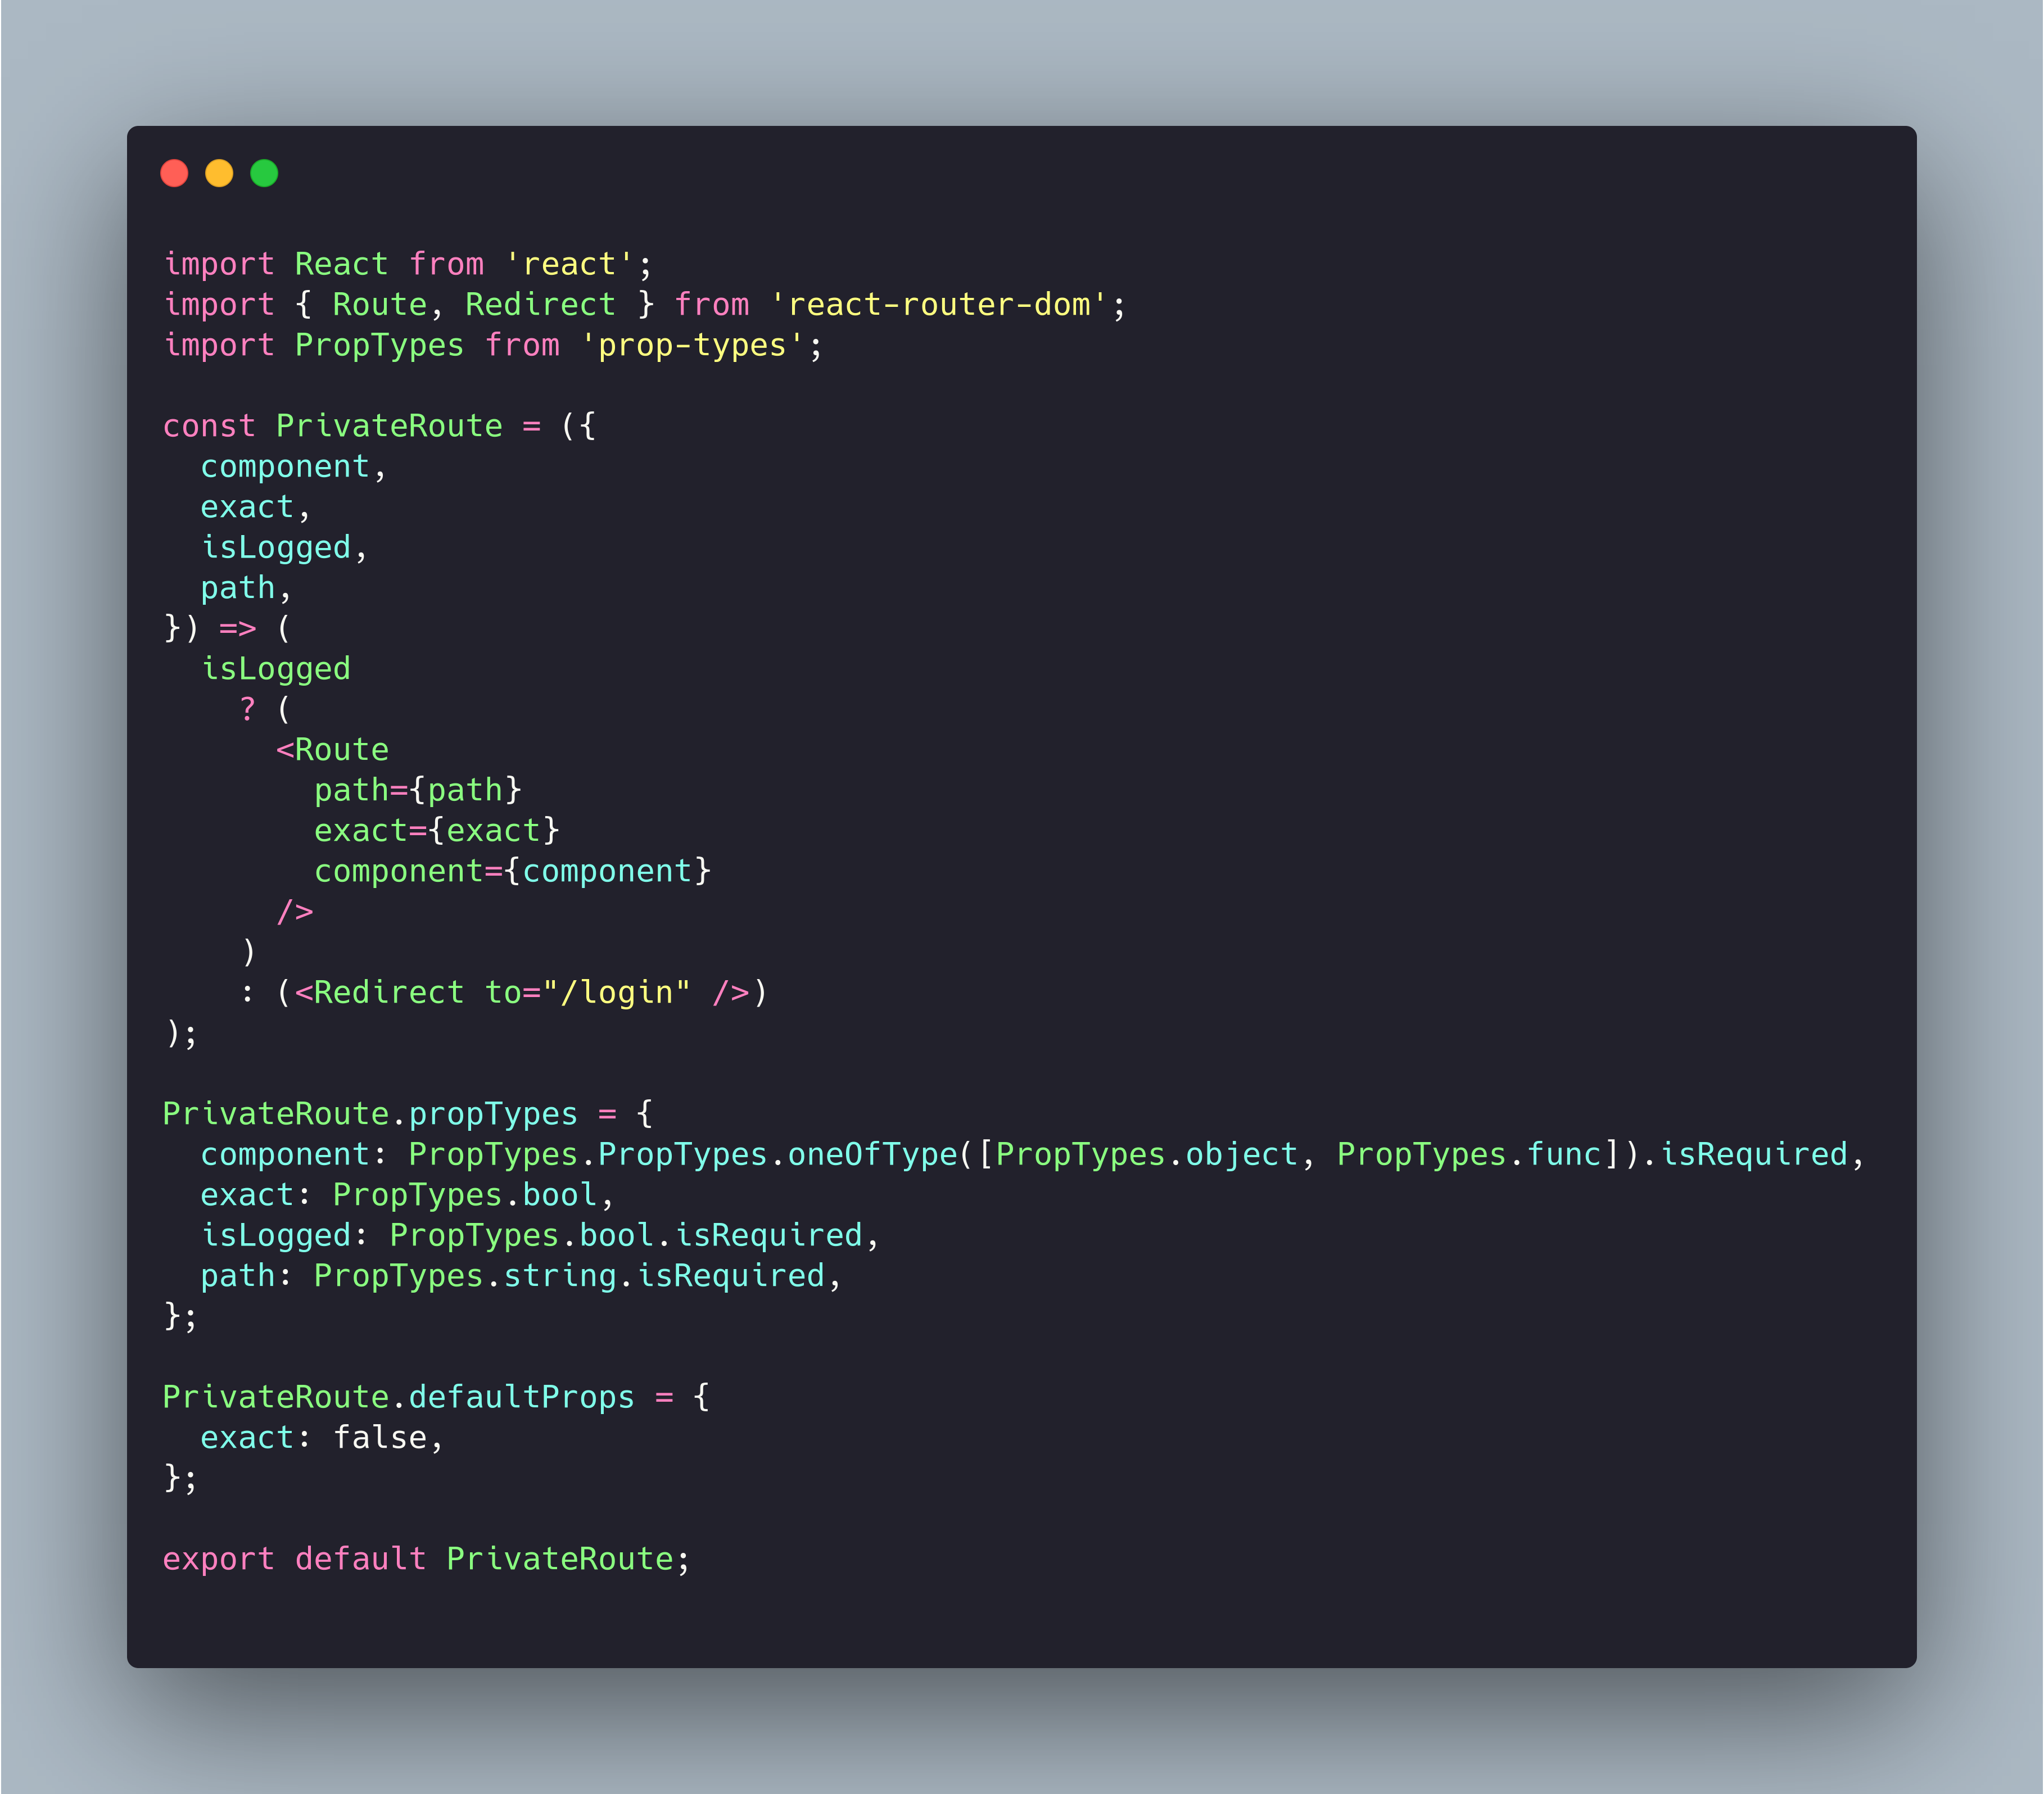 import React from 'react';
import { Route, Redirect } from 'react-router-dom';
import PropTypes from 'prop-types';

const PrivateRoute = ({
  component,
  exact,
  isLogged,
  path,
}) => (
  isLogged
    ? (
      <Route
        path={path}
        exact={exact}
        component={component}
      />
    )
    : (<Redirect to="/login" />)
);

PrivateRoute.propTypes = {
  component: PropTypes.PropTypes.oneOfType([PropTypes.object, PropTypes.func]).isRequired,
  exact: PropTypes.bool,
  isLogged: PropTypes.bool.isRequired,
  path: PropTypes.string.isRequired,
};

PrivateRoute.defaultProps = {
  exact: false,
};

export default PrivateRoute;